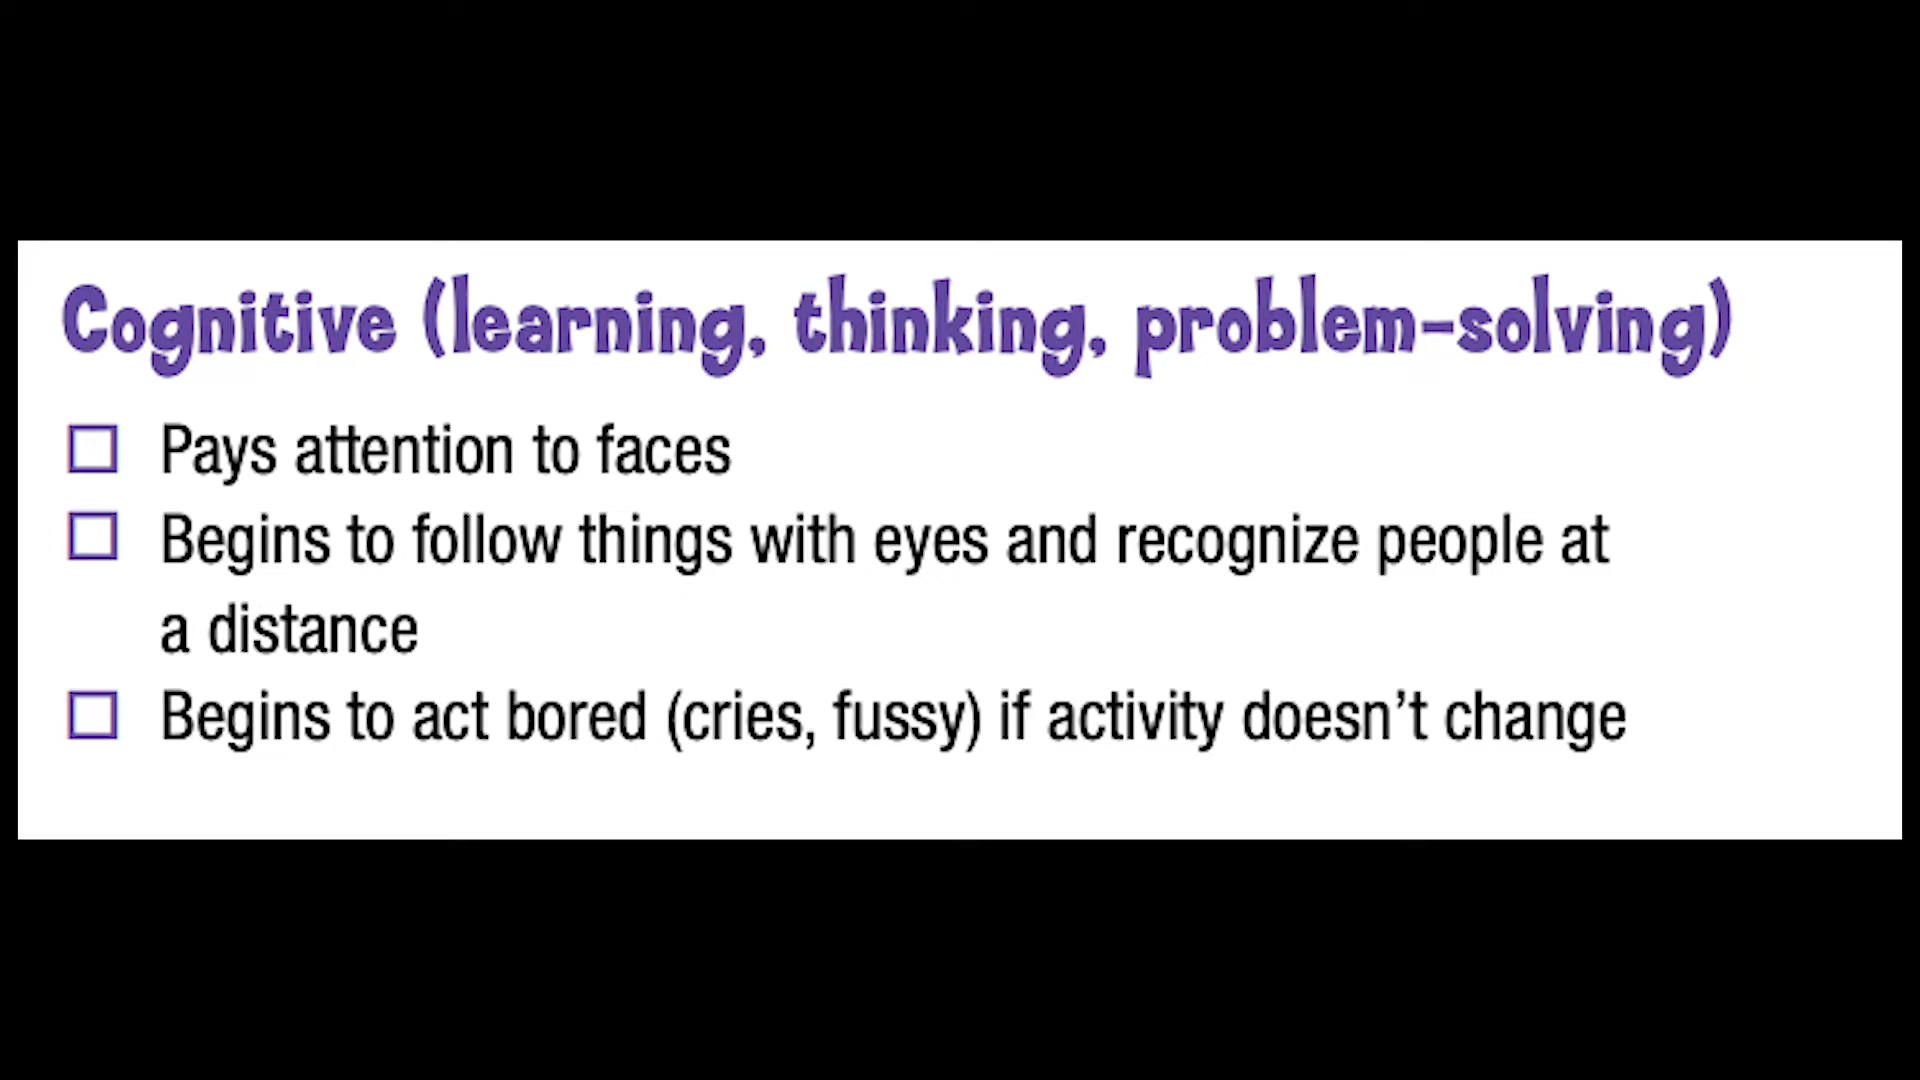 Cognitive (learning, thinking, problem-solving)
Pays attention to faces
Begins to follow things with eyes and recognize people at
a distance
Begins to act bored (cries, fussy) if activity doesn’t change